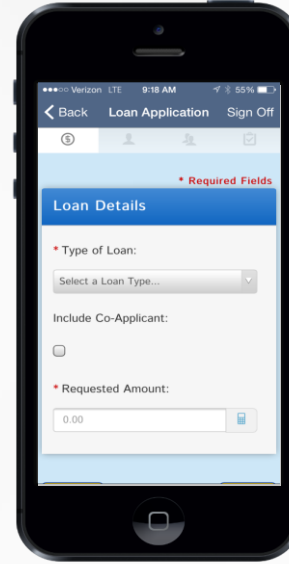 Verizon LTE 9:18 AM 55%
Back Loan Application Sign Off
$
* Required Fields
Loan Details
* Type of Loan:
Select a Loan Type...
Include Co-Applicant:
* Requested Amount:
0.00